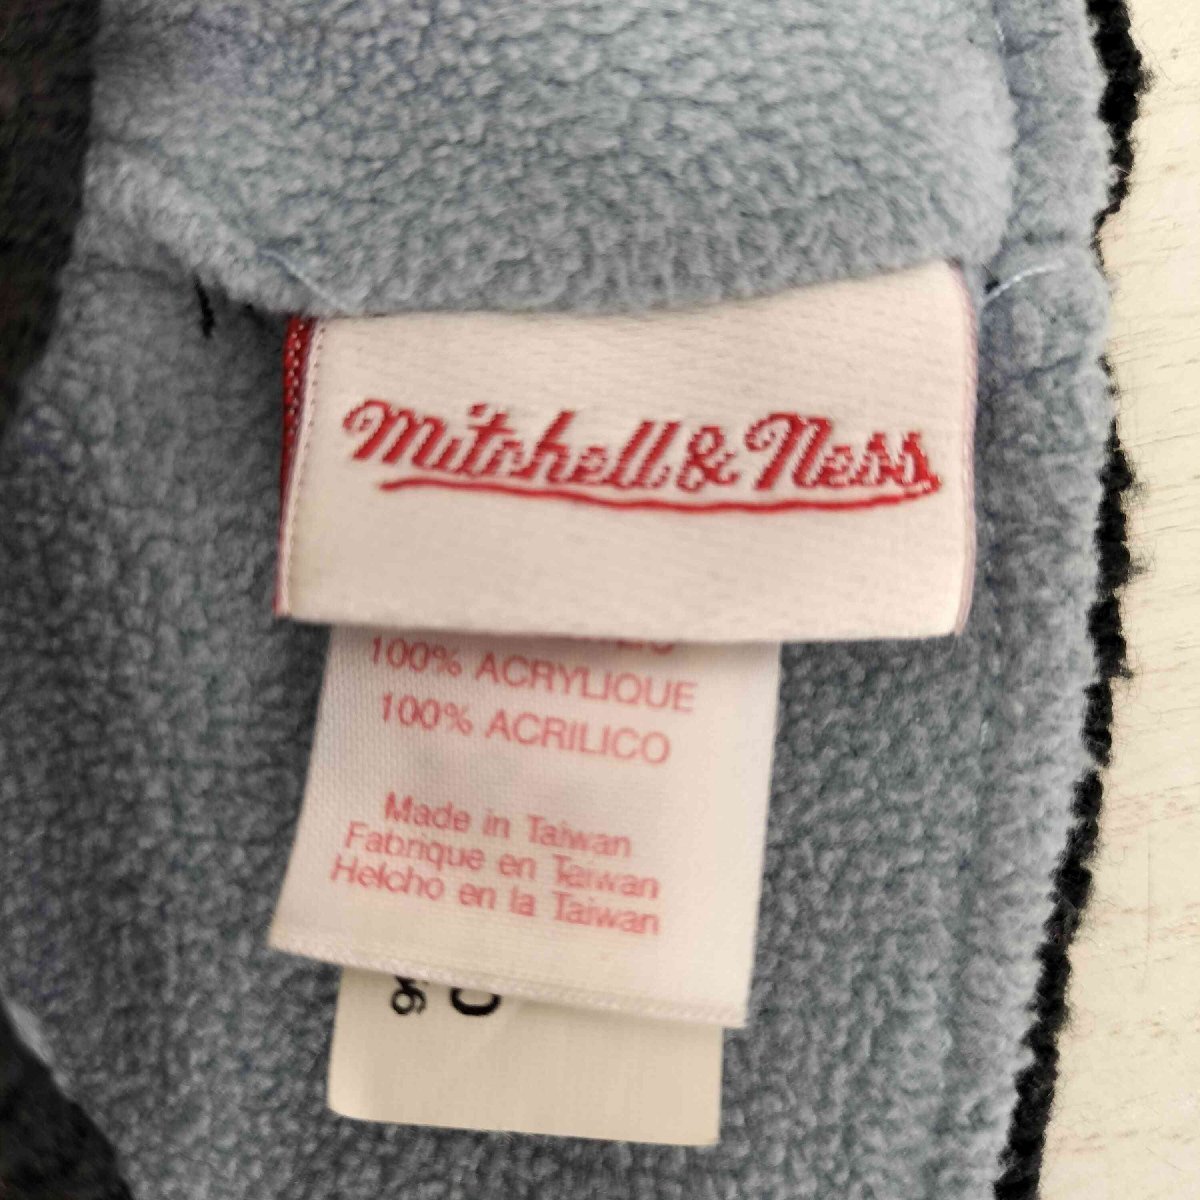 Mitchell & Ness
100% ACRYLIQUE
100% ACRILICO
Made in Taiwan
Fabrique en Taiwan
Helcho en la Taiwan